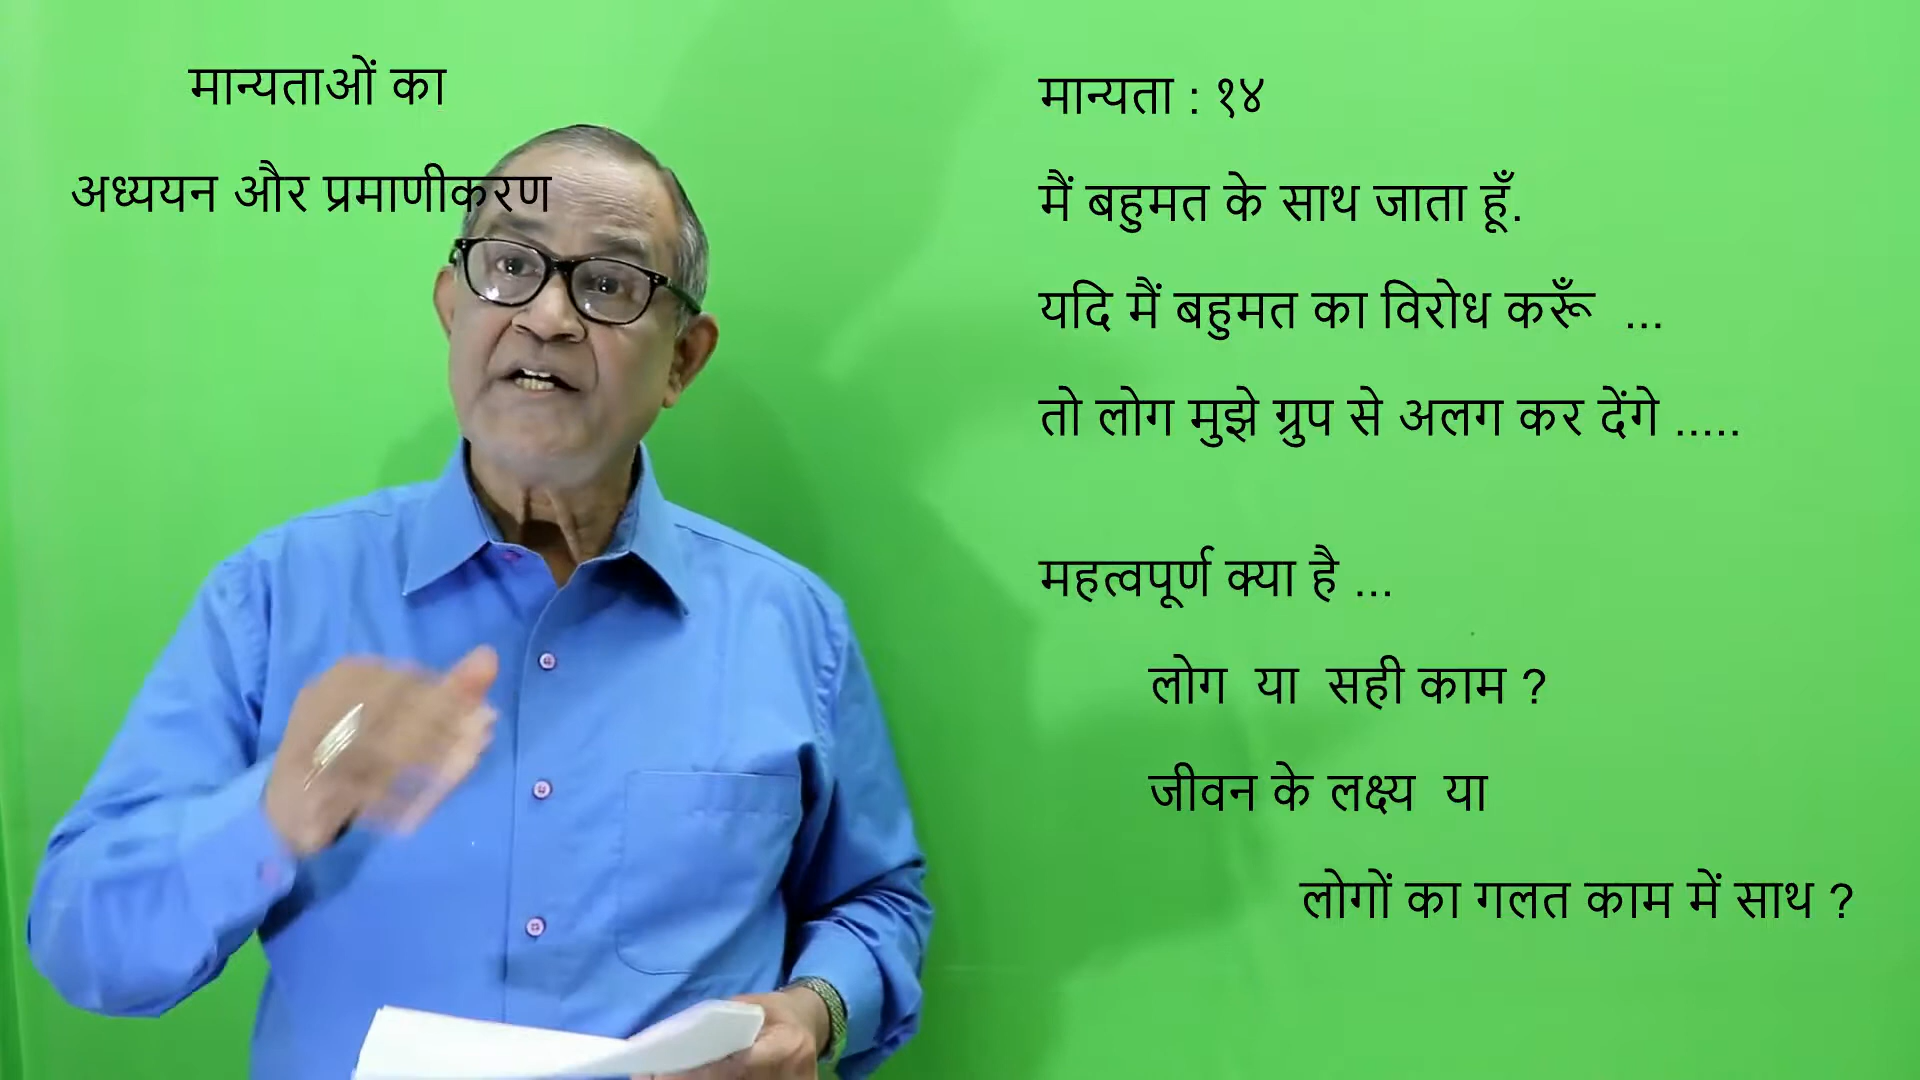 मान्यताओं का
अध्ययन और प्रमाणीकरण
मान्यता : १४
मैं बहुमत के साथ जाता हूँ.
यदि मैं बहुमत का विरोध करूँ ...
तो लोग मुझे ग्रुप से अलग कर देंगे .....
महत्वपूर्ण क्या है ...
लोग या सही काम ?
जीवन के लक्ष्य या
लोगों का गलत काम में साथ ?